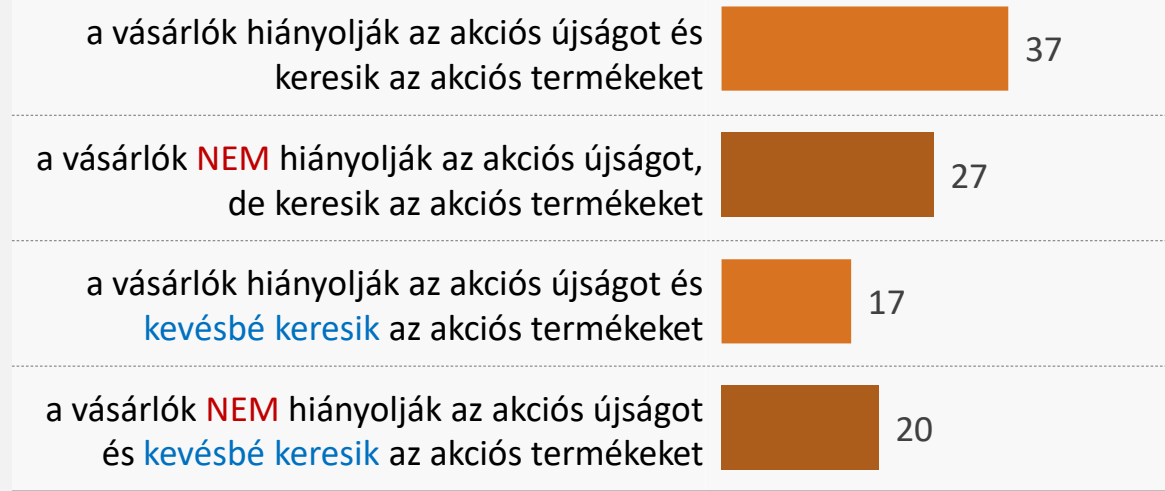 a vásárlók hiányolják az akciós újságot és
keresik az akciós termékeket
37
a vásárlók NEM hiányolják az akciós újságot,
de keresik az akciós termékeket
27
a vásárlók hiányolják az akciós újságot és
kevésbé keresik az akciós termékeket
17
a vásárlók NEM hiányolják az akciós újságot
és kevésbé keresik az akciós termékeket
20